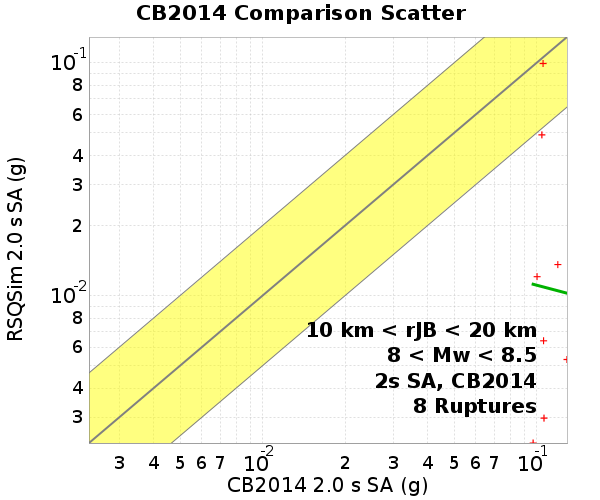 CB2014 Comparison Scatter
RSQSim 2.0 s SA (g)
10-1
8
6
4
3
2
10-2
8
6
4
3
10 km < rJB < 20 km
8 < Mw < 8.5
2s SA, CB2014
8 Ruptures
3 4 5 6 7 10-2 2 3 4 5 6 7 10-1
CB2014 2.0 s SA (g)